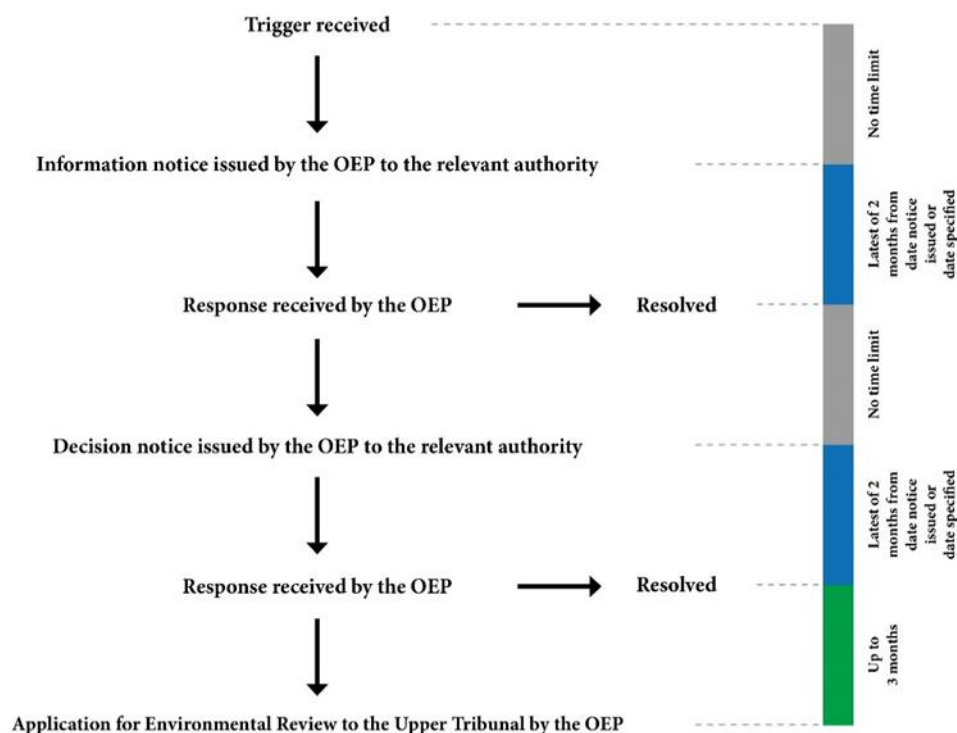 Trigger received
No time limit
Information notice issued by the OEP to the relevant authority
Latest of 2
months from
date notice
issued or
date specified
Response received by the OEP
Resolved
No time limit
Decision notice issued by the OEP to the relevant authority
Latest of 2
months from
date notice
issued or
date specified
Response received by the OEP
Resolved
Up to
3 months
Application for Environmental Review to the Upper Tribunal by the OEP